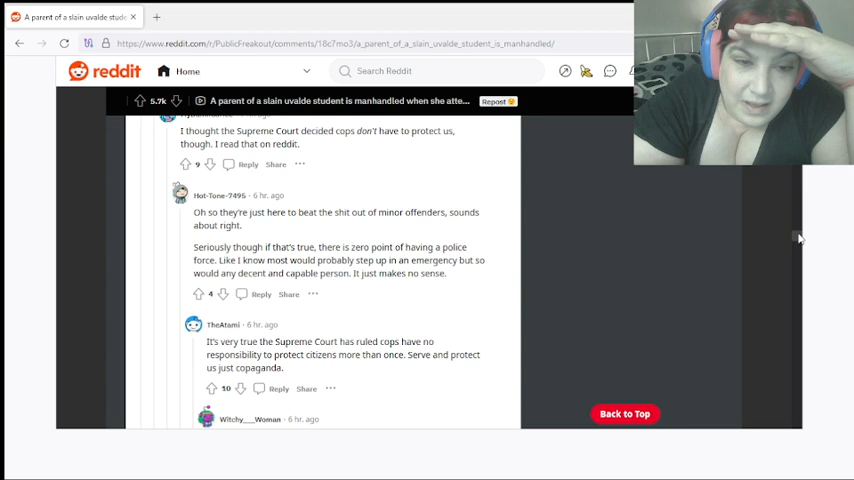 A parent of a slain uvalde stude
https://www.reddit.com/r/PublicFreakout/comments/18c7mo3/a_parent_of_a_slain_uvalde_student_is_manhandled/
reddit
Home
Search Reddit
5.7k
A parent of a slain uvalde student is manhandled when she atte...
Repost
I thought the Supreme Court decided cops don't have to protect us,
though. I read that on reddit.
9 Reply Share ...
Hot-Tone-7495 · 6 hr. ago
Oh so they're just here to beat the shit out of minor offenders, sounds
about right.
Seriously though if that's true, there is zero point of having a police
force. Like I know most would probably step up in an emergency but so
would any decent and capable person. It just makes no sense.
4 Reply Share ...
TheAtami · 6 hr. ago
It's very true the Supreme Court has ruled cops have no
responsibility to protect citizens more than once. Serve and protect
us just copaganda.
10 Reply Share ...
Witchy___Woman · 6 hr. ago
Back to Top